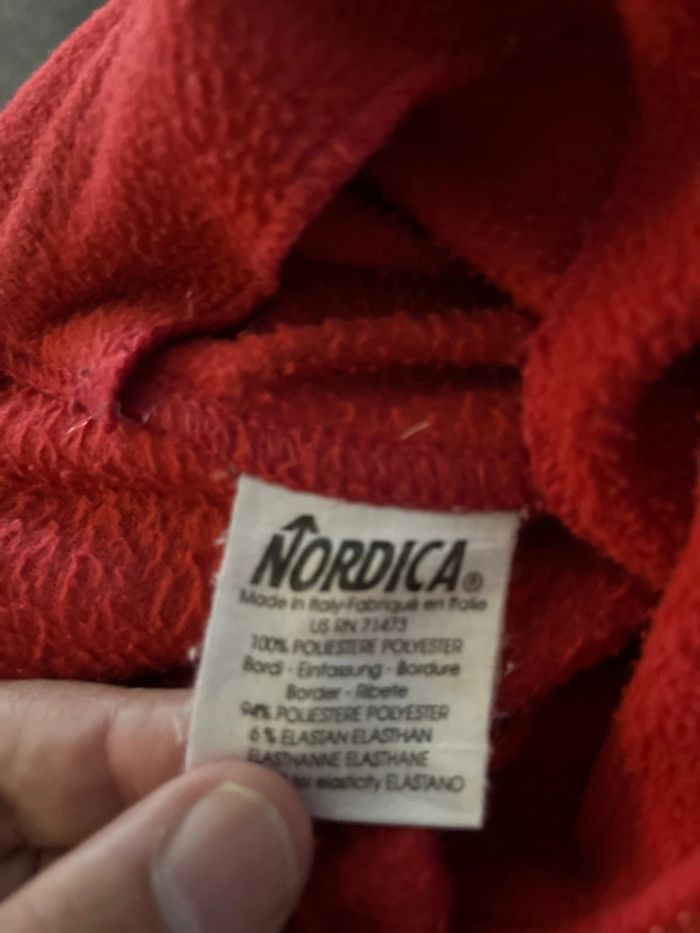 NORDICA®
Made in Italy-Fabriqué en Italie
US RN 71473
100% POLIESTERE POLYESTER
Bordi - Einfassung - Bordure
Border - Ribete
94% POLIESTERE POLYESTER
6% ELASTAN ELASTHAN
ELASTHANNE ELASTHANE
for elasticity ELASTANO